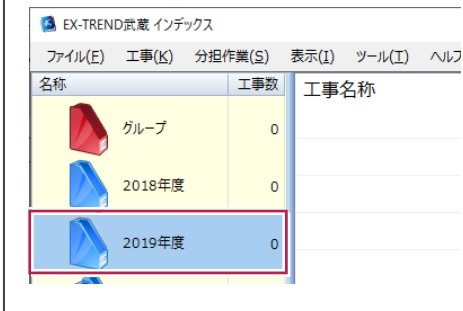 EX-TREND武蔵 インデックス
ファイル(F) 工事(K) 分担作業(S) 表示(I) ツール(T) ヘルプ
名称 工事数 工事名称
グループ 0
2018年度 0
2019年度 0